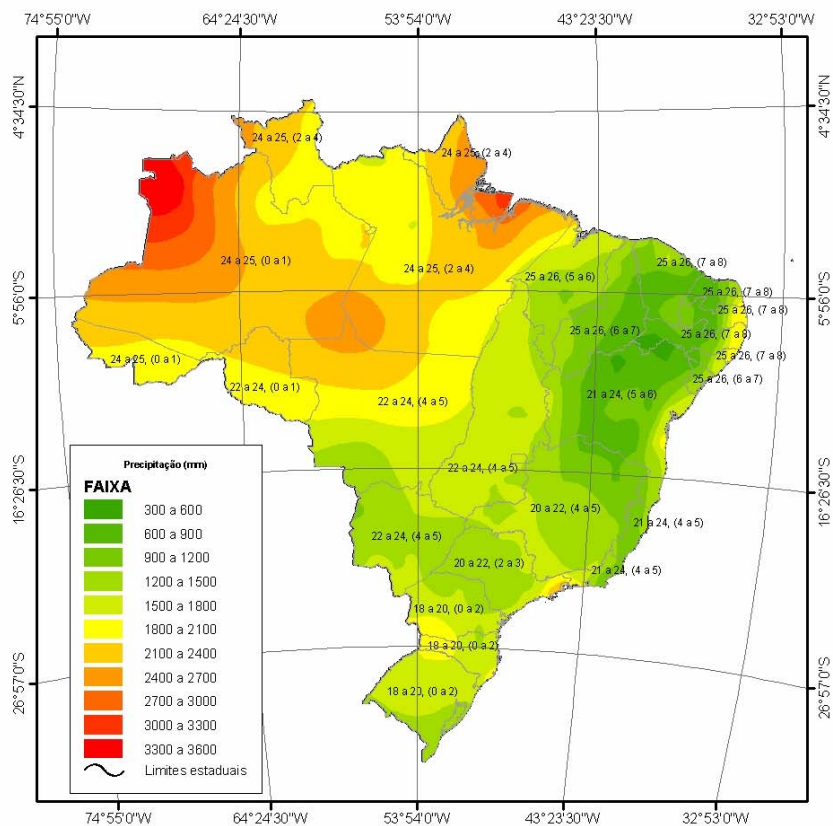 74°55'0"W 64°24'30"W 53°54'0"W 43°23'30"W 32°53'0"W
4°34'30"N 4°34'30"N
24 a 25, (2 a 4)
24 a 25, (2 a 4)
24 a 25, (0 a 1)
24 a 25, (2 a 4)
25 a 26, (7 a 8)
25 a 26, (5 a 6)
5°56'0"S 5°56'0"S
25 a 26, (7 a 8)
25 a 26, (7 a 8)
25 a 26, (6 a 7)
25 a 26, (7 a 8)
24 a 25, (0 a 1)
25 a 26, (7 a 8)
25 a 26, (6 a 7)
22 a 24, (0 a 1)
21 a 24, (5 a 6)
22 a 24, (4 a 5)
22 a 24, (4 a 5)
16°26'30"S 16°26'30"S
20 a 22, (4 a 5)
21 a 24, (4 a 5)
22 a 24, (4 a 5)
20 a 22, (2 a 3)
21 a 24, (4 a 5)
18 a 20, (0 a 2)
18 a 20, (0 a 2)
18 a 20, (0 a 2)
26°57'0"S 26°57'0"S
Precipitação (mm)
FAIXA
300 a 600
600 a 900
900 a 1200
1200 a 1500
1500 a 1800
1800 a 2100
2100 a 2400
2400 a 2700
2700 a 3000
3000 a 3300
3300 a 3600
Limites estaduais
74°55'0"W 64°24'30"W 53°54'0"W 43°23'30"W 32°53'0"W